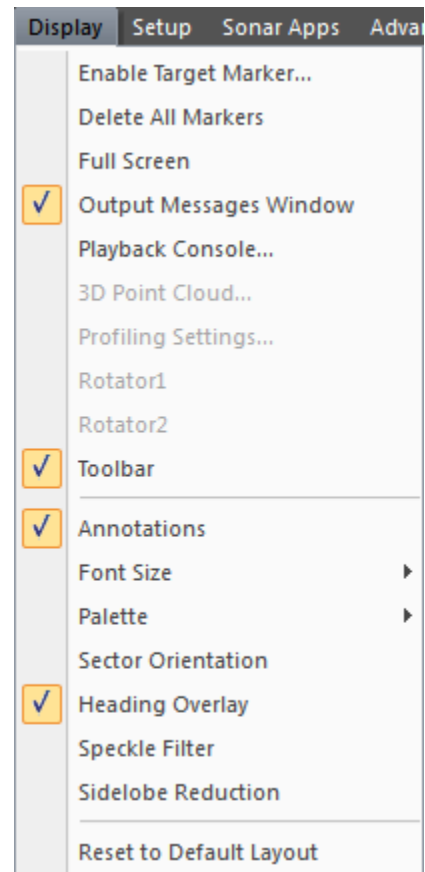 Display Setup Sonar Apps
Enable Target Marker...
Delete All Markers
Full Screen
Output Messages Window
Playback Console...
3D Point Cloud...
Profiling Settings...
Rotator1
Rotator2
Toolbar
Annotations
Font Size
Palette
Sector Orientation
Heading Overlay
Speckle Filter
Sidelobe Reduction
Reset to Default Layout